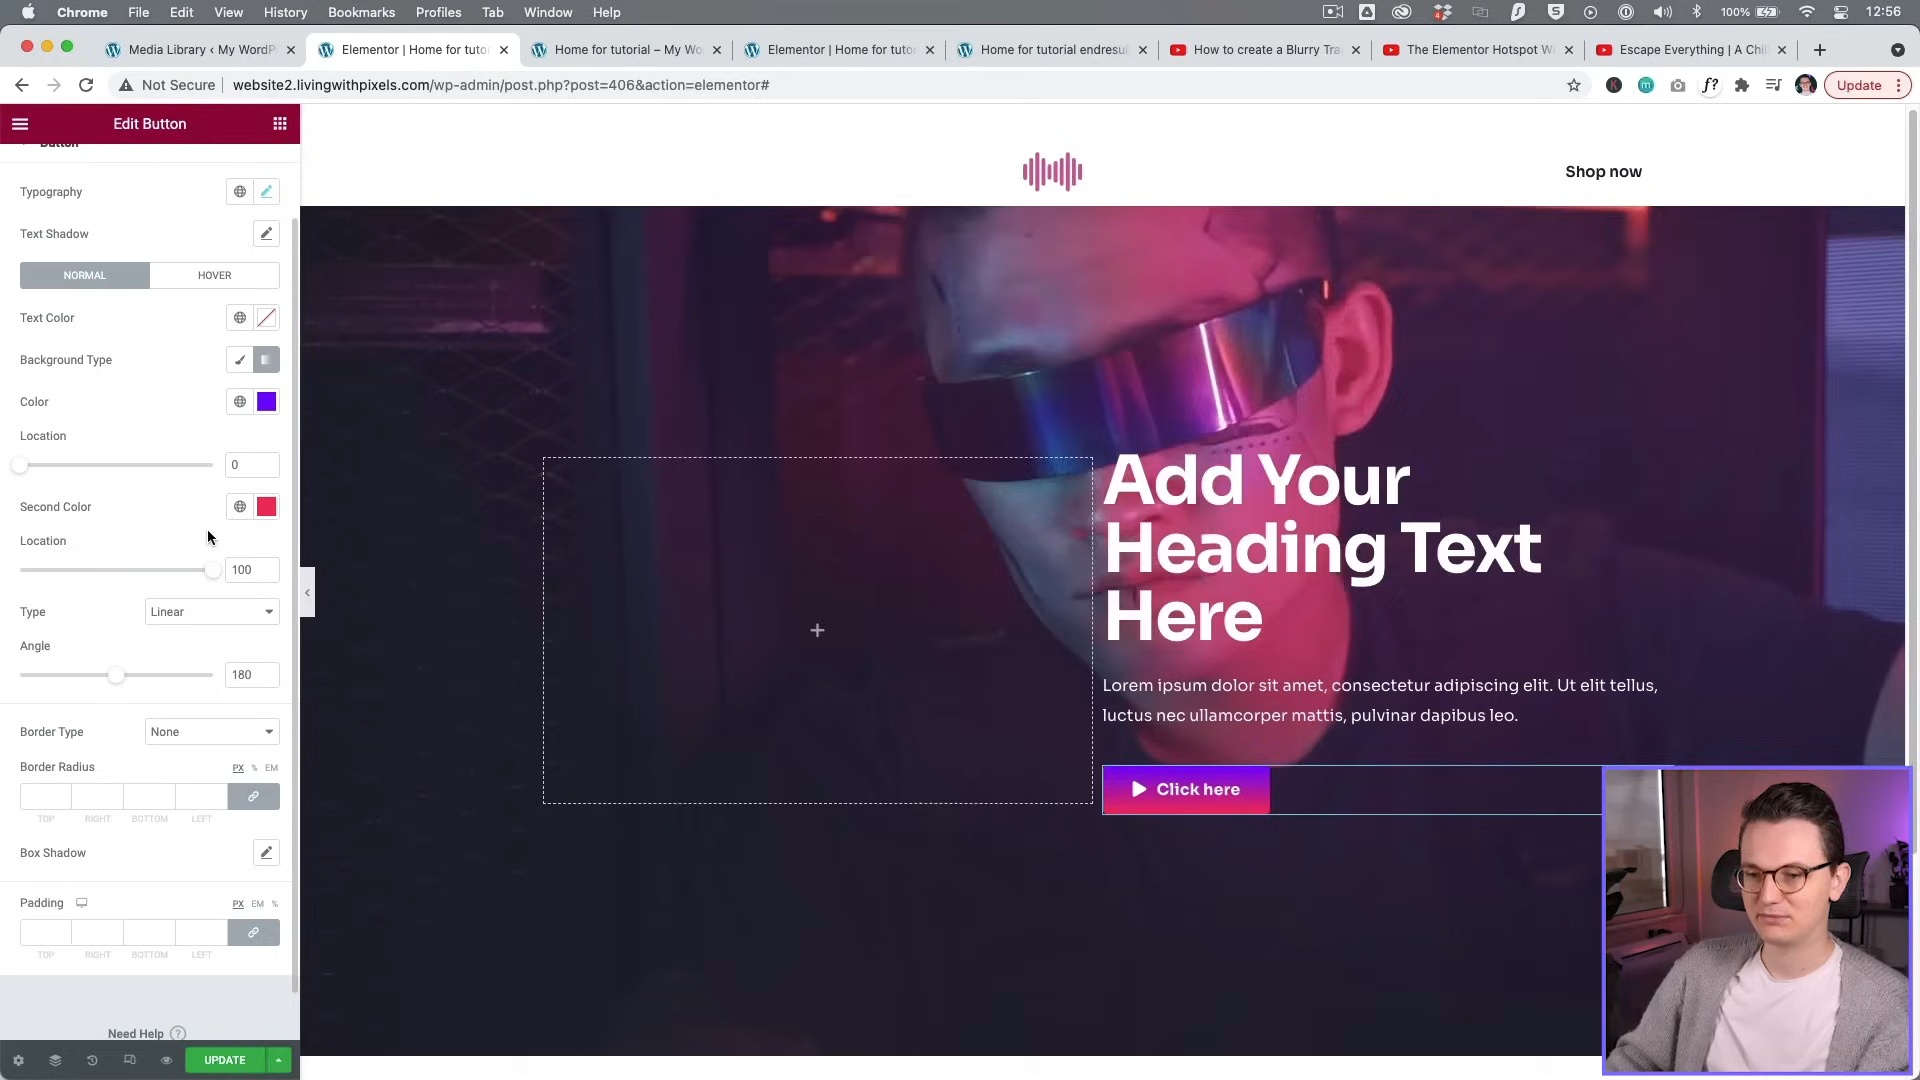 Chrome File Edit View History Bookmarks Profiles Tab Window Help
4 100% 12:56
Media Library ‹ My WordP
Elementor | Home for tuto
Home for tutorial – My Wo
Elementor | Home for tuto
Home for tutorial endresul
How to create a Blurry Tra
The Elementor Hotspot W
Escape Everything | A Chil
Not Secure website2.livingwithpixels.com/wp-admin/post.php?post=406&action=elementor#
K m f? Update
Edit Button
Button
Typography
Text Shadow
NORMAL HOVER
Text Color
Background Type
Color
Location
0
Second Color
Location
100
Type Linear
Angle
180
Border Type None
Border Radius PX % EM
TOP RIGHT BOTTOM LEFT
Box Shadow
Padding PX EM %
TOP RIGHT BOTTOM LEFT
Need Help ?
UPDATE
Shop now
Add Your
Heading Text
Here
Lorem ipsum dolor sit amet, consectetur adipiscing elit. Ut elit tellus,
luctus nec ullamcorper mattis, pulvinar dapibus leo.
Click here